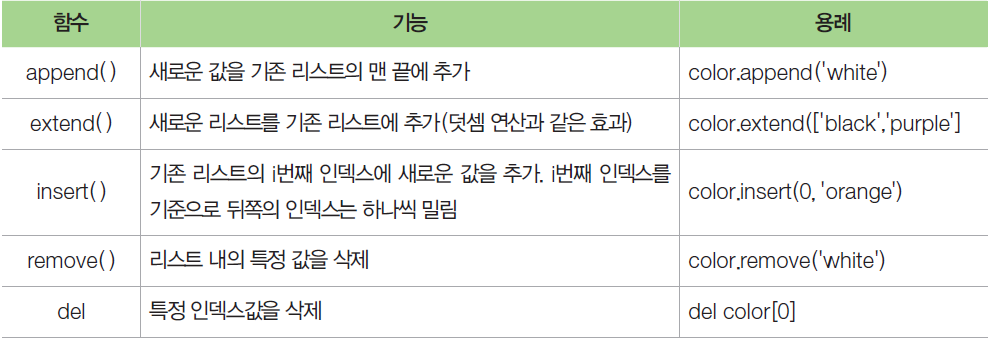 함수 기능 용례
append( ) 새로운 값을 기존 리스트의 맨 끝에 추가 color.append('white')
extend( ) 새로운 리스트를 기존 리스트에 추가(덧셈 연산과 같은 효과) color.extend(['black','purple']
insert( ) 기존 리스트의 i번째 인덱스에 새로운 값을 추가. i번째 인덱스를
기준으로 뒤쪽의 인덱스는 하나씩 밀림 color.insert(0, 'orange')
remove( ) 리스트 내의 특정 값을 삭제 color.remove('white')
del 특정 인덱스값을 삭제 del color[0]